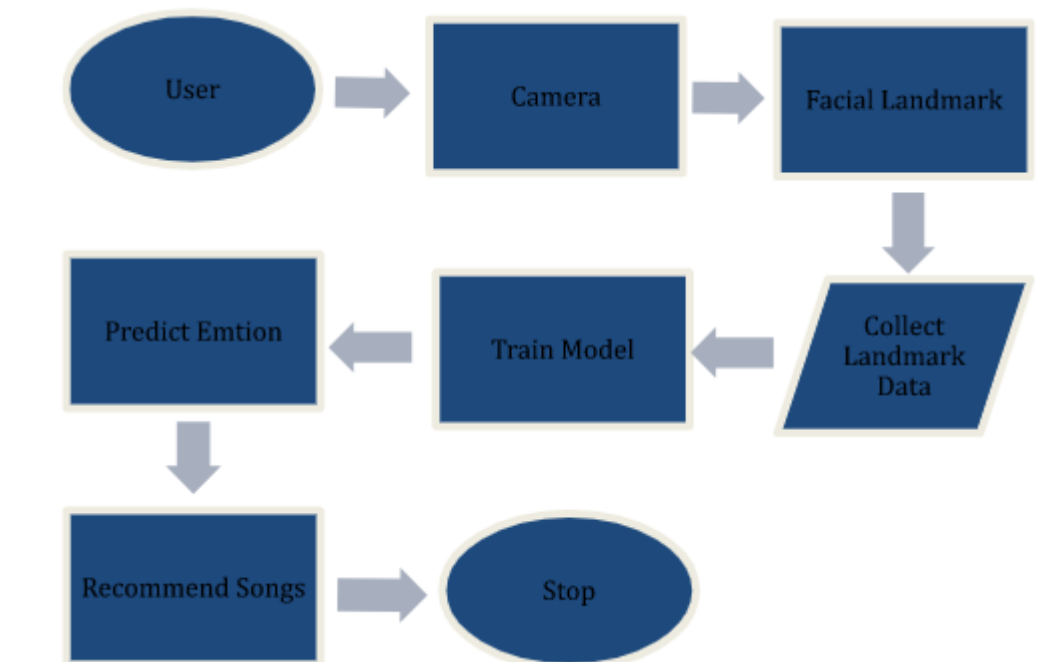 User
Camera
Facial Landmark
Collect
Landmark
Data
Train Model
Predict Emtion
Recommend Songs
Stop